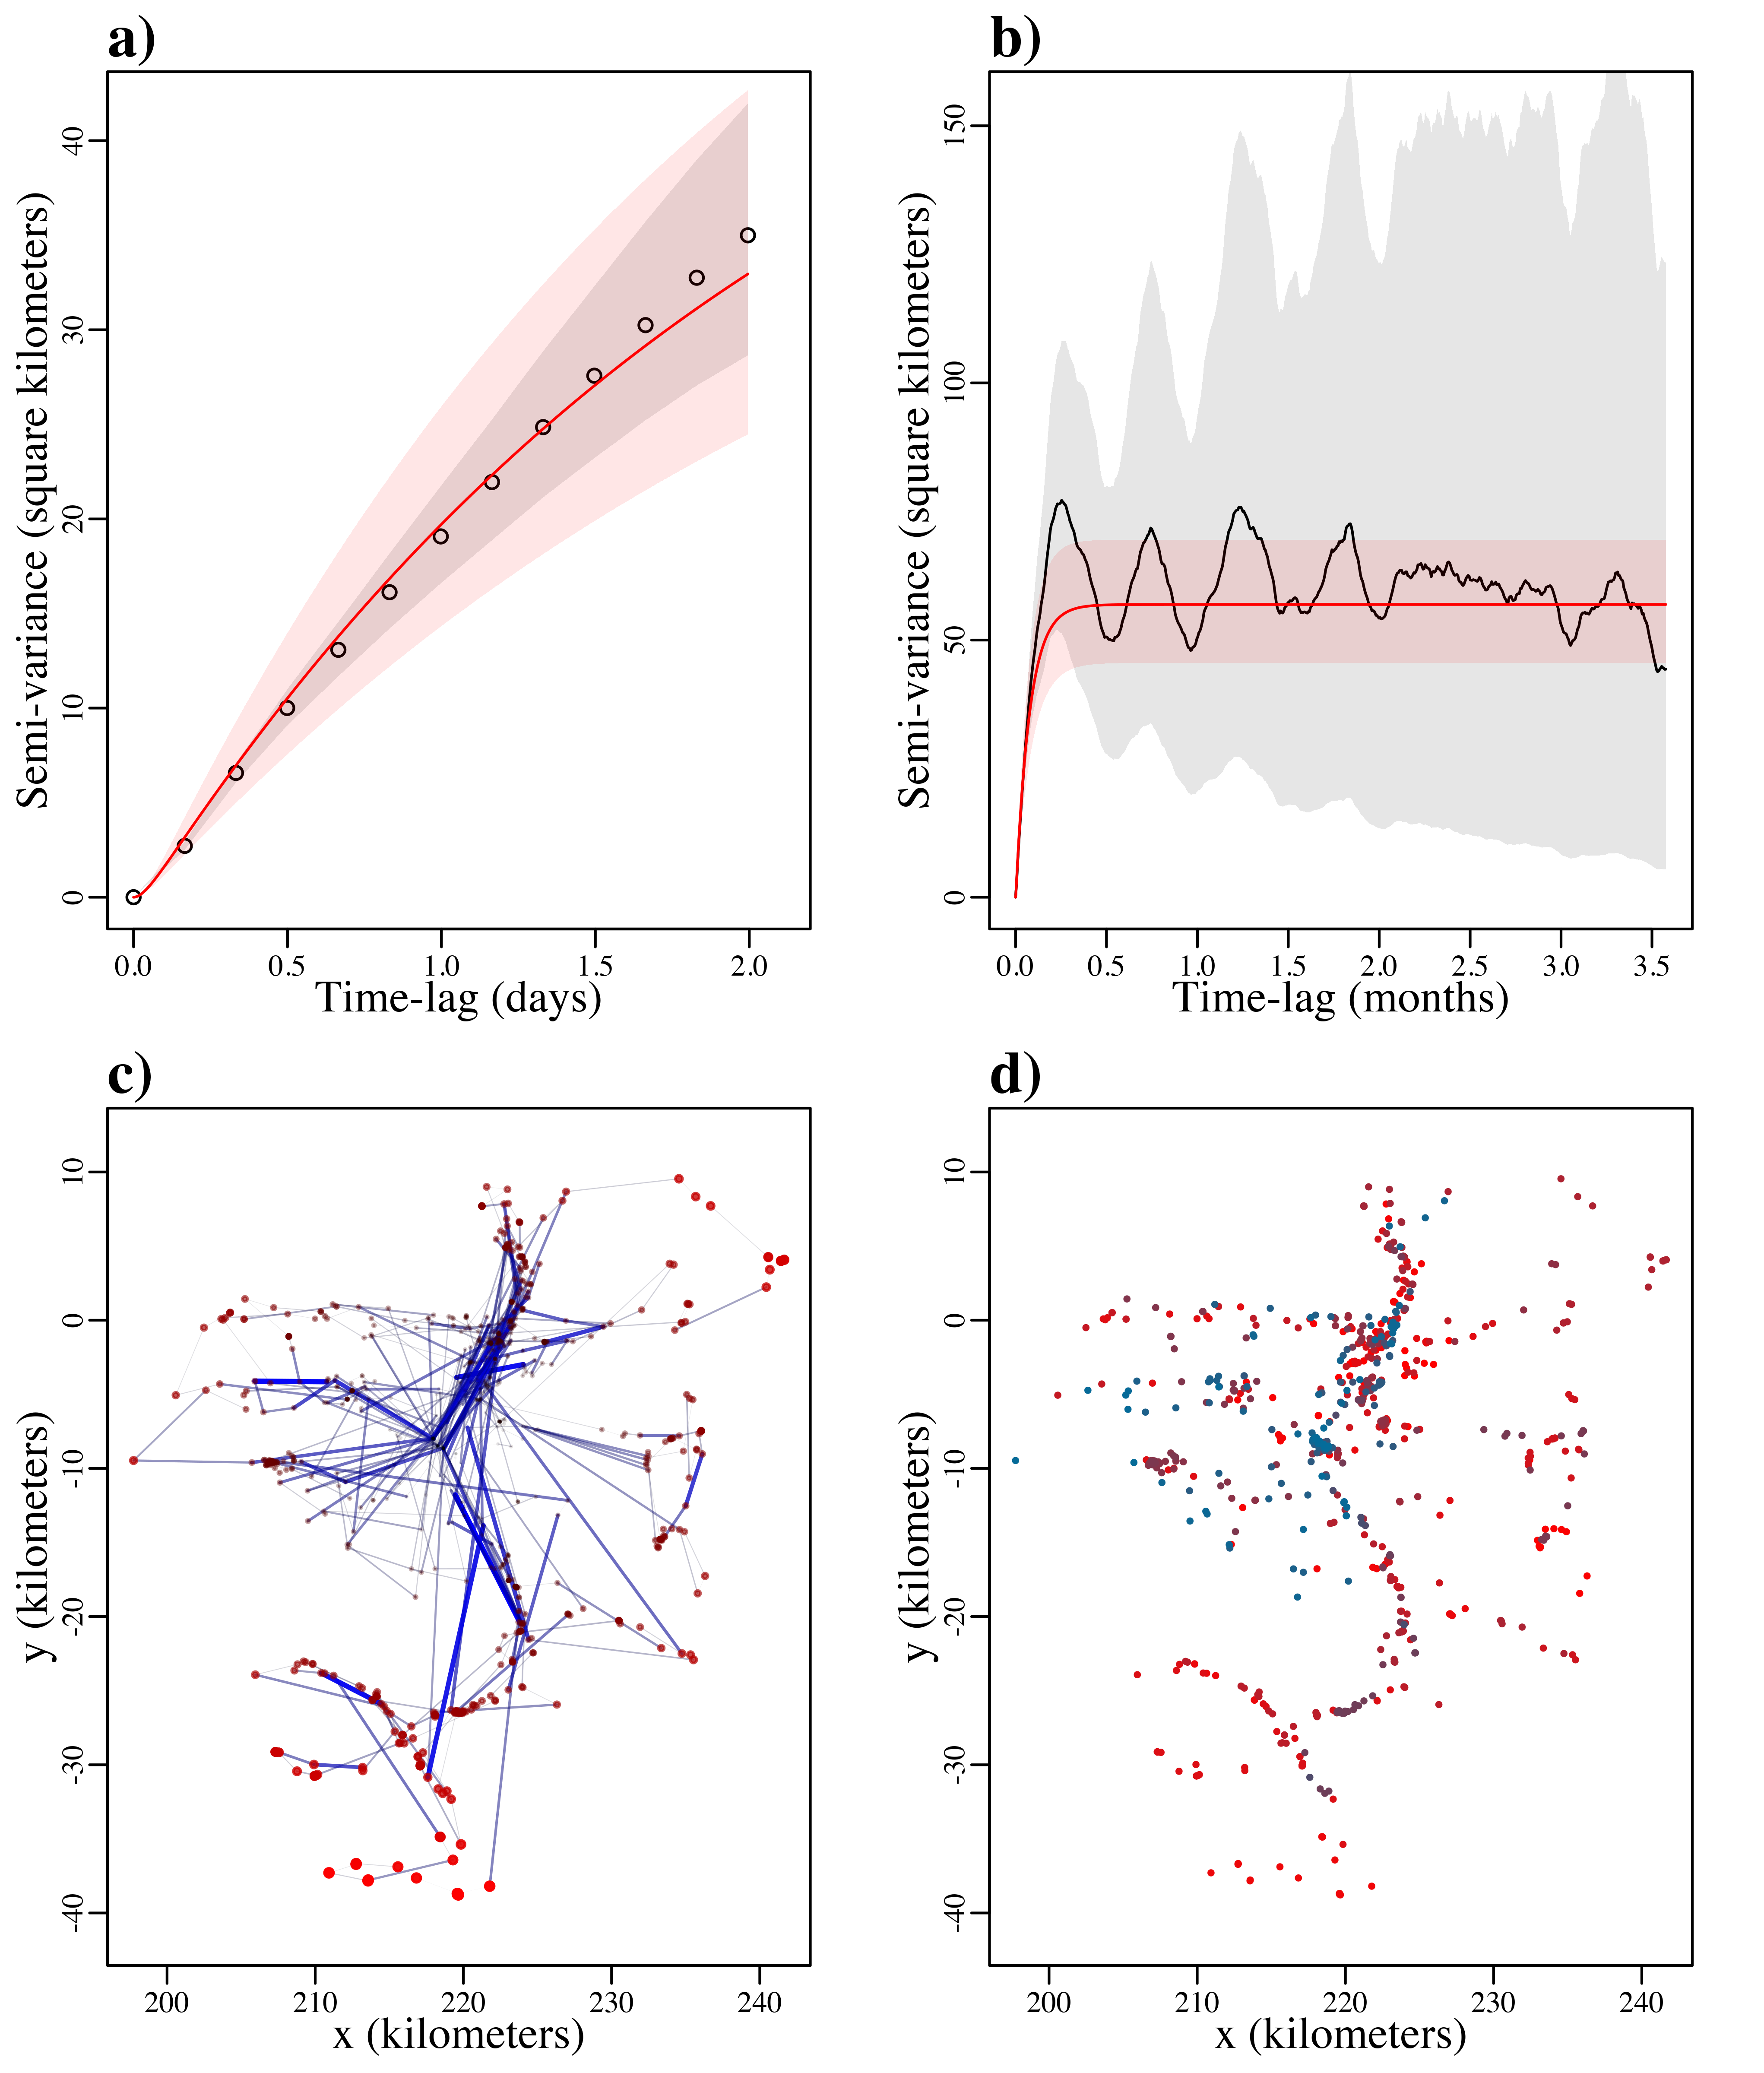 a)
Semi-variance (square kilometers)
40
30
20
10
0
0.0 0.5 1.0 1.5 2.0
Time-lag (days)
b)
Semi-variance (square kilometers)
150
100
50
0
0.0 0.5 1.0 1.5 2.0 2.5 3.0 3.5
Time-lag (months)
c)
y (kilometers)
10
0
-10
-20
-30
-40
200 210 220 230 240
x (kilometers)
d)
y (kilometers)
10
0
-10
-20
-30
-40
200 210 220 230 240
x (kilometers)